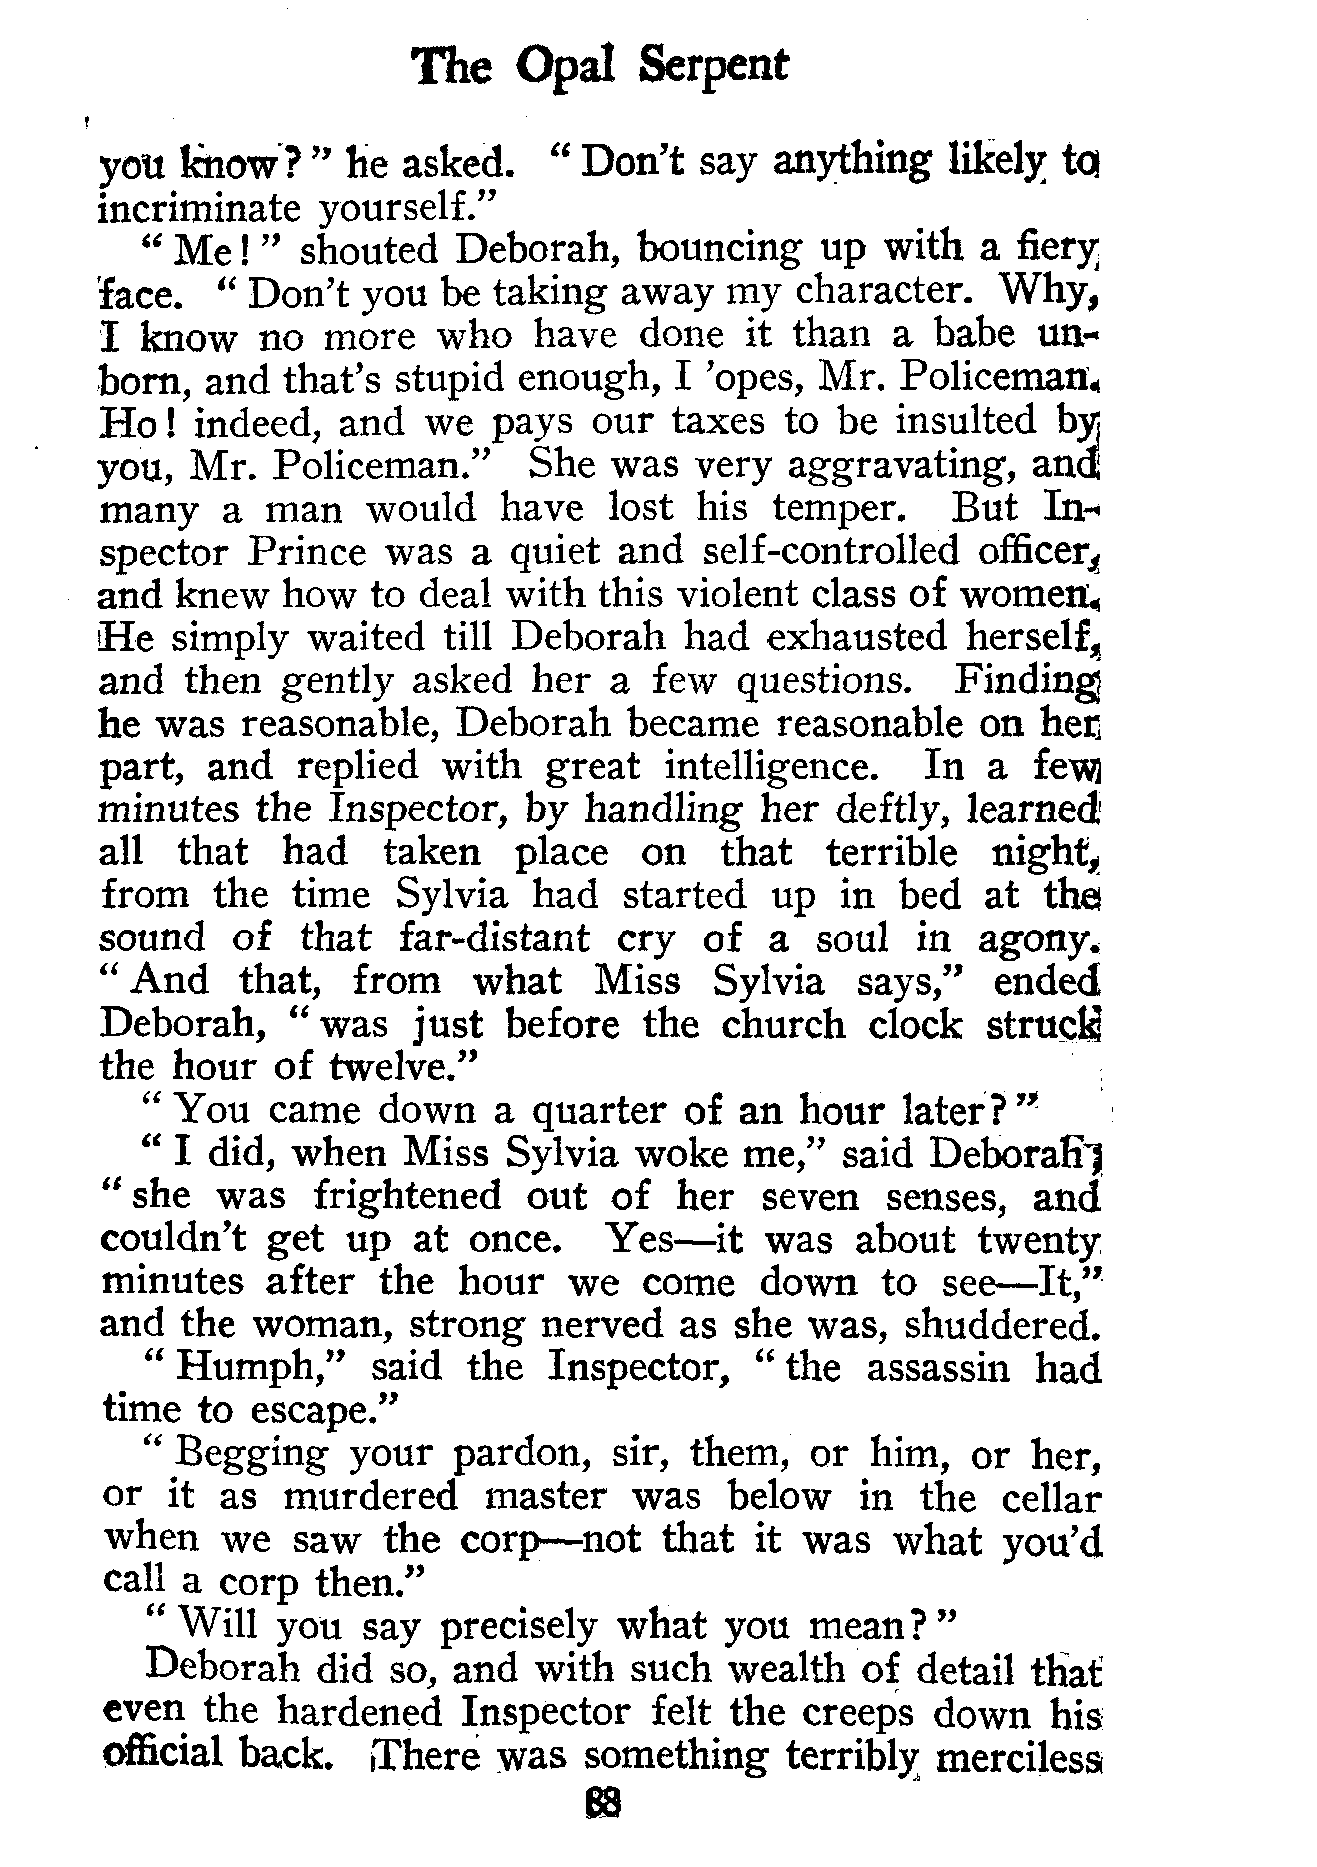 The Opal Serpent
you know?" he asked. "Don't say anything likely to
incriminate yourself."
"Me!" shouted Deborah, bouncing up with a fiery
face. "Don't you be taking away my character. Why,
I know no more who have done it than a babe un-
born, and that's stupid enough, I 'opes, Mr. Policeman.
Ho! indeed, and we pays our taxes to be insulted by
you, Mr. Policeman." She was very aggravating, and
many a man would have lost his temper. But In-
spector Prince was a quiet and self-controlled officer,
and knew how to deal with this violent class of women.
He simply waited till Deborah had exhausted herself,
and then gently asked her a few questions. Finding
he was reasonable, Deborah became reasonable on her
part, and replied with great intelligence. In a few
minutes the Inspector, by handling her deftly, learned
all that had taken place on that terrible night,
from the time Sylvia had started up in bed at the
sound of that far-distant cry of a soul in agony.
"And that, from what Miss Sylvia says," ended
Deborah, "was just before the church clock struck
the hour of twelve."
"You came down a quarter of an hour later?"
"I did, when Miss Sylvia woke me," said Deborah;
"she was frightened out of her seven senses, and
couldn't get up at once. Yes—it was about twenty
minutes after the hour we come down to see—It,"
and the woman, strong nerved as she was, shuddered.
"Humph," said the Inspector, "the assassin had
time to escape."
"Begging your pardon, sir, them, or him, or her,
or it as murdered master was below in the cellar
when we saw the corp—not that it was what you'd
call a corp then."
"Will you say precisely what you mean?"
Deborah did so, and with such wealth of detail that
even the hardened Inspector felt the creeps down his
official back. There was something terribly merciless
88